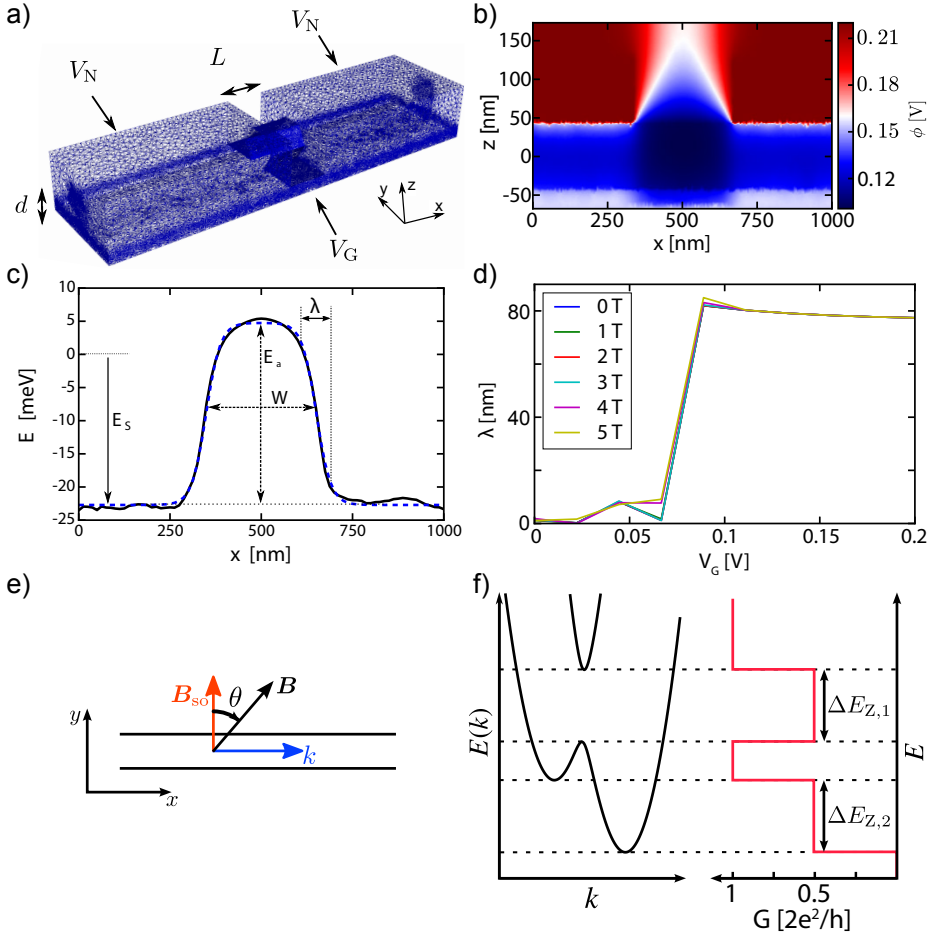 a)
V_N
L
V_N
d
y
z
x
V_G
b)
z [nm]
150
100
50
0
-50
0
250
500
750
1000
x [nm]
0.21
0.18
0.15
0.12
ϕ [V]
c)
E [meV]
10
5
0
-5
-10
-15
-20
-25
0
250
500
750
1000
x [nm]
λ
E_a
W
E_S
d)
λ [nm]
80
40
0
0 T
1 T
2 T
3 T
4 T
5 T
0
0.05
0.1
0.15
0.2
V_G [V]
e)
y
x
B_so
θ
B
k
f)
E(k)
k
ΔE_Z,1
ΔE_Z,2
E
1
0.5
G [2e²/h]